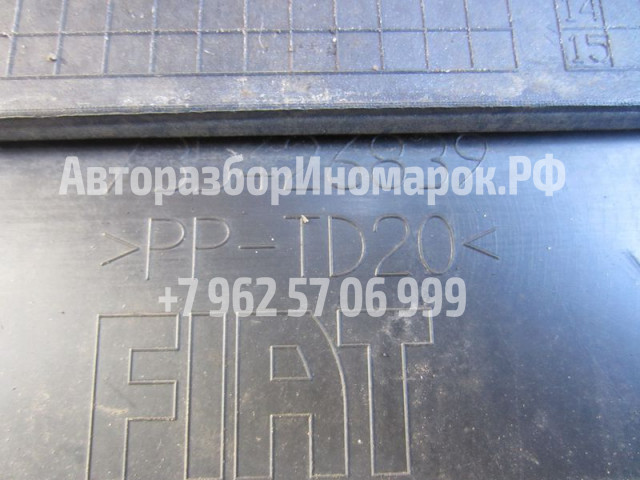 14
15
АвторазборИномарок.РФ
>PP-TD20<
+7 962 57 06 999
FIAT